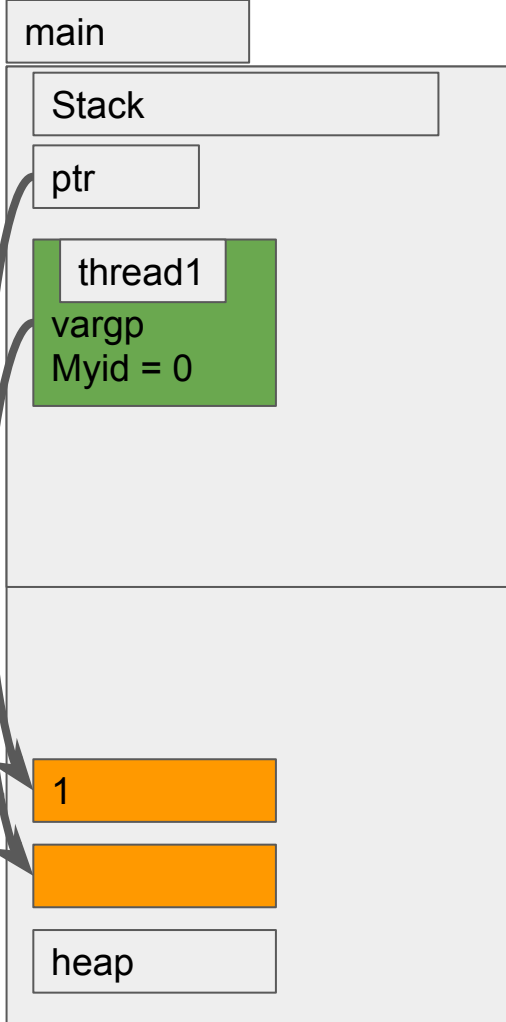 main
Stack
ptr
thread1
vargp
Myid = 0
1
heap